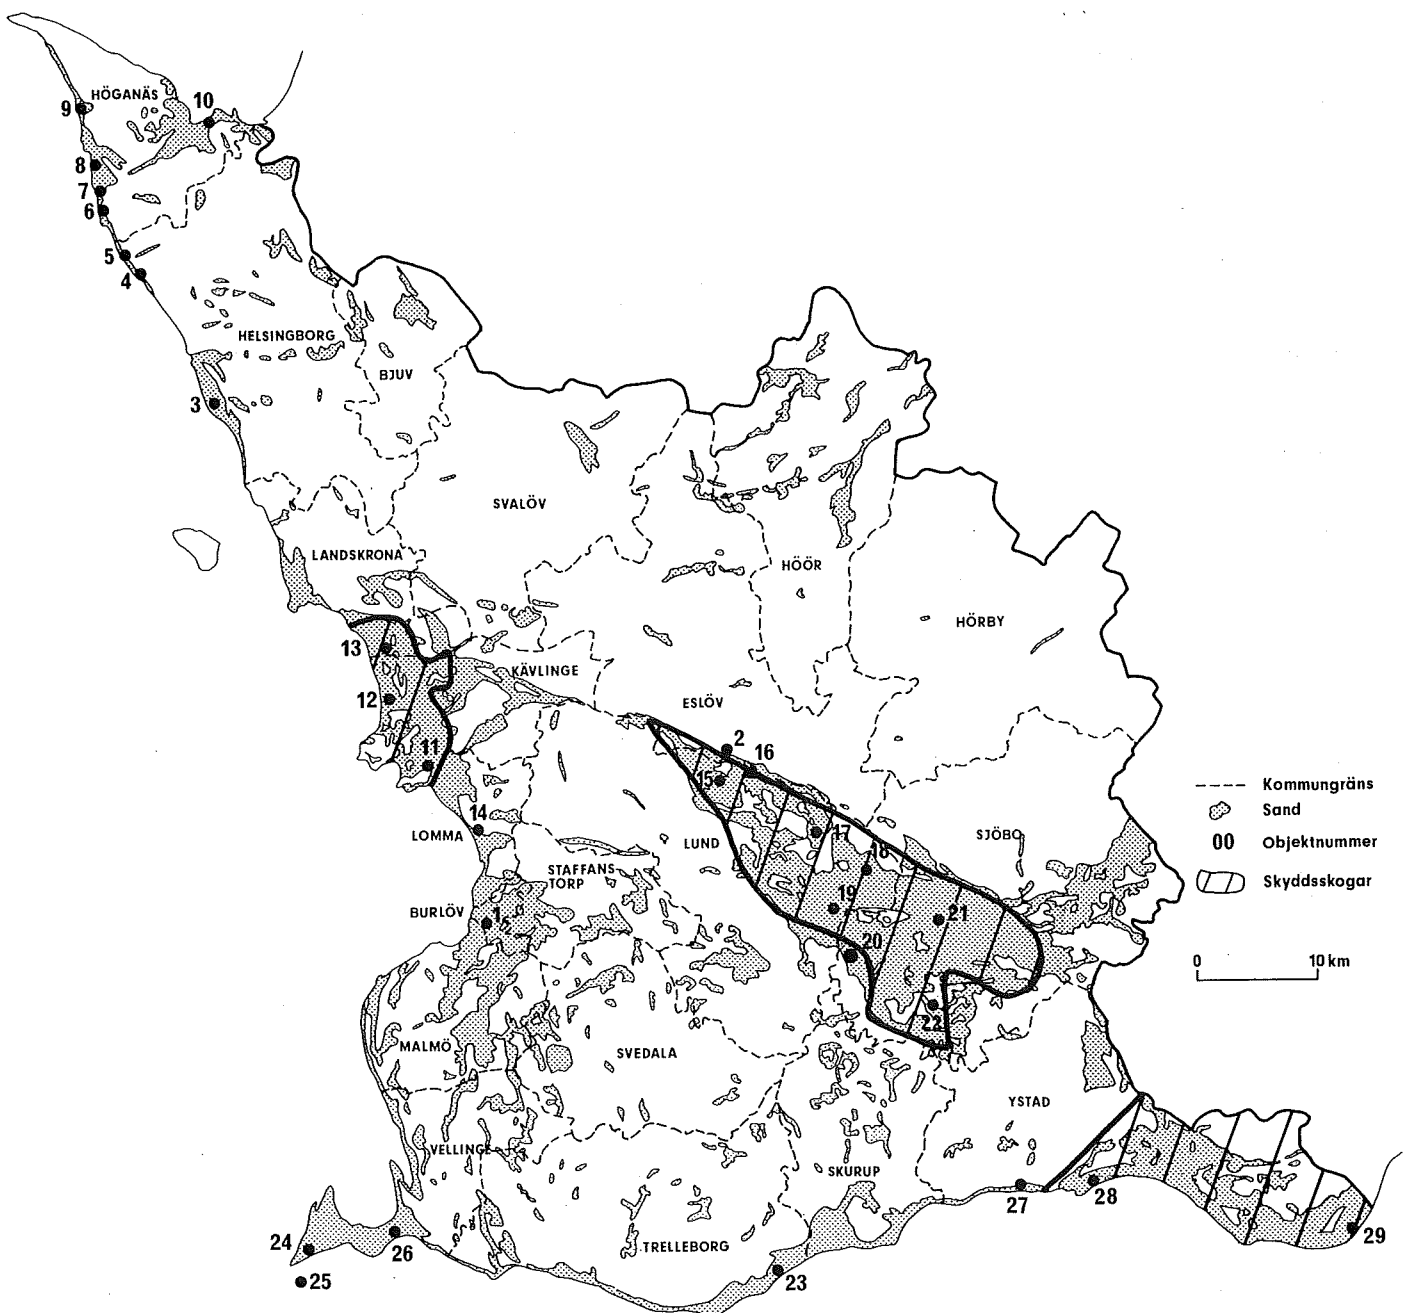 HÖGANÄS
10
9
8
7
6
5
4
HELSINGBORG
BJUV
3
SVALÖV
LANDSKRONA
HÖÖR
HÖRBY
13
KÄVLINGE
12
ESLÖV
11
2
16
15
14
LOMMA
LUND
17
18
SJÖBO
STAFFANS
TORP
BURLÖV
1
19
20
21
22
MALMÖ
SVEDALA
YSTAD
VELLINGE
SKURUP
27
28
29
24
25
26
TRELLEBORG
23
Kommungräns
Sand
00 Objektnummer
Skyddsskogar
0 10 km